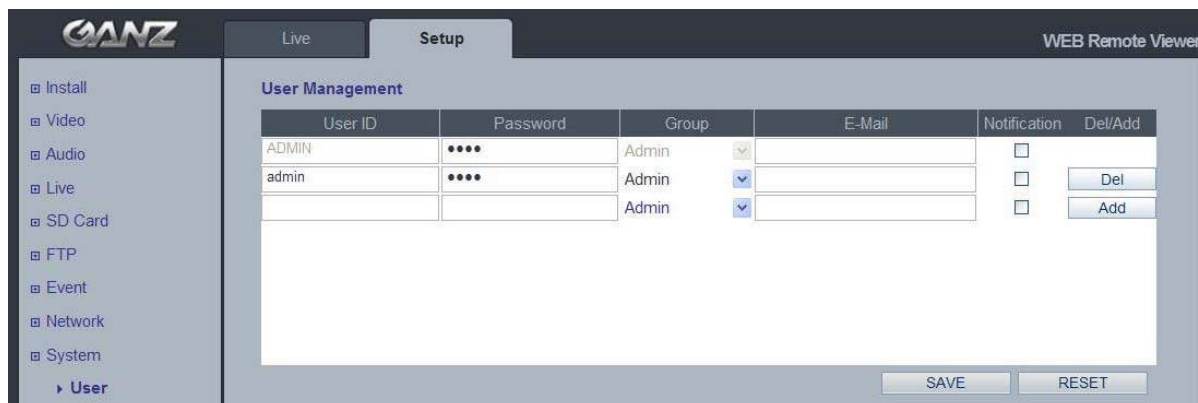 GANZ
Live
Setup
WEB Remote Viewer
Install
Video
Audio
Live
SD Card
FTP
Event
Network
System
User
User Management
User ID Password Group E-Mail Notification Del/Add
ADMIN •••• Admin
admin •••• Admin Del
Admin Add
SAVE RESET